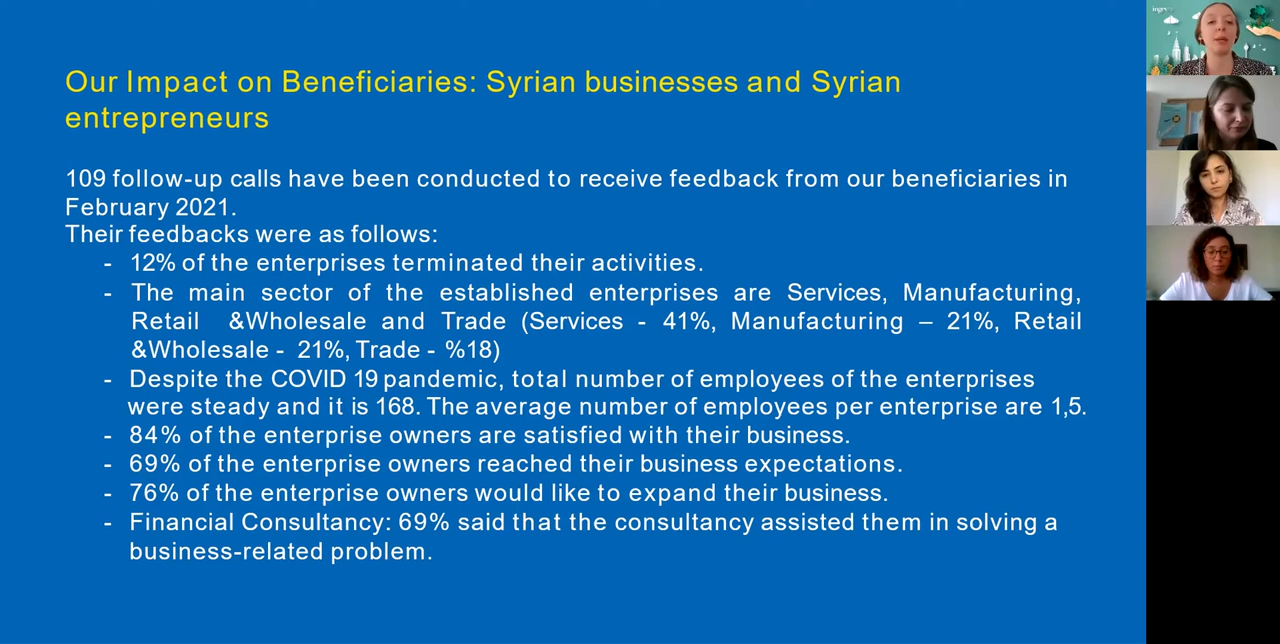 Our Impact on Beneficiaries: Syrian businesses and Syrian
entrepreneurs
109 follow-up calls have been conducted to receive feedback from our beneficiaries in
February 2021.
Their feedbacks were as follows:
- 12% of the enterprises terminated their activities.
- The main sector of the established enterprises are Services, Manufacturing,
Retail &Wholesale and Trade (Services - 41%, Manufacturing – 21%, Retail
&Wholesale - 21%, Trade - %18)
- Despite the COVID 19 pandemic, total number of employees of the enterprises
were steady and it is 168. The average number of employees per enterprise are 1,5.
- 84% of the enterprise owners are satisfied with their business.
- 69% of the enterprise owners reached their business expectations.
- 76% of the enterprise owners would like to expand their business.
- Financial Consultancy: 69% said that the consultancy assisted them in solving a
business-related problem.